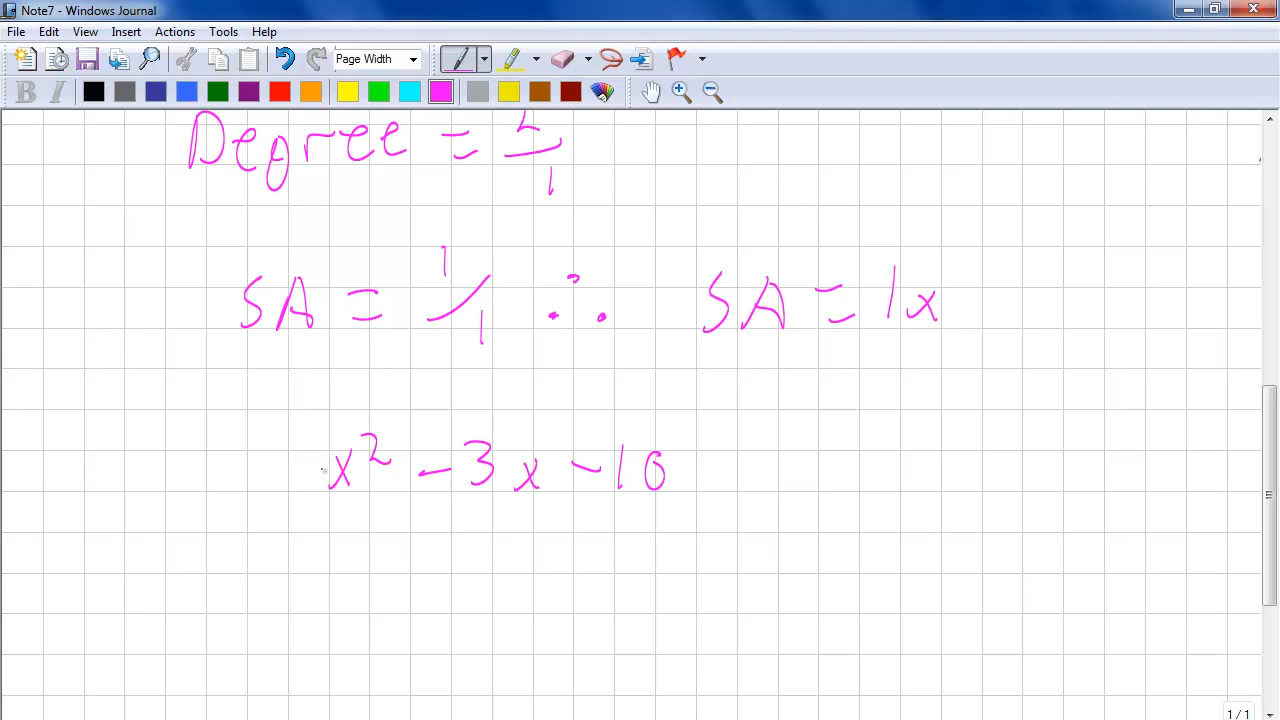 Note7 - Windows Journal
File Edit View Insert Actions Tools Help
Page Width
B I
Degree = 2/1
SA = 1/1 ∴ SA = 1x
x² - 3x - 10
1/1